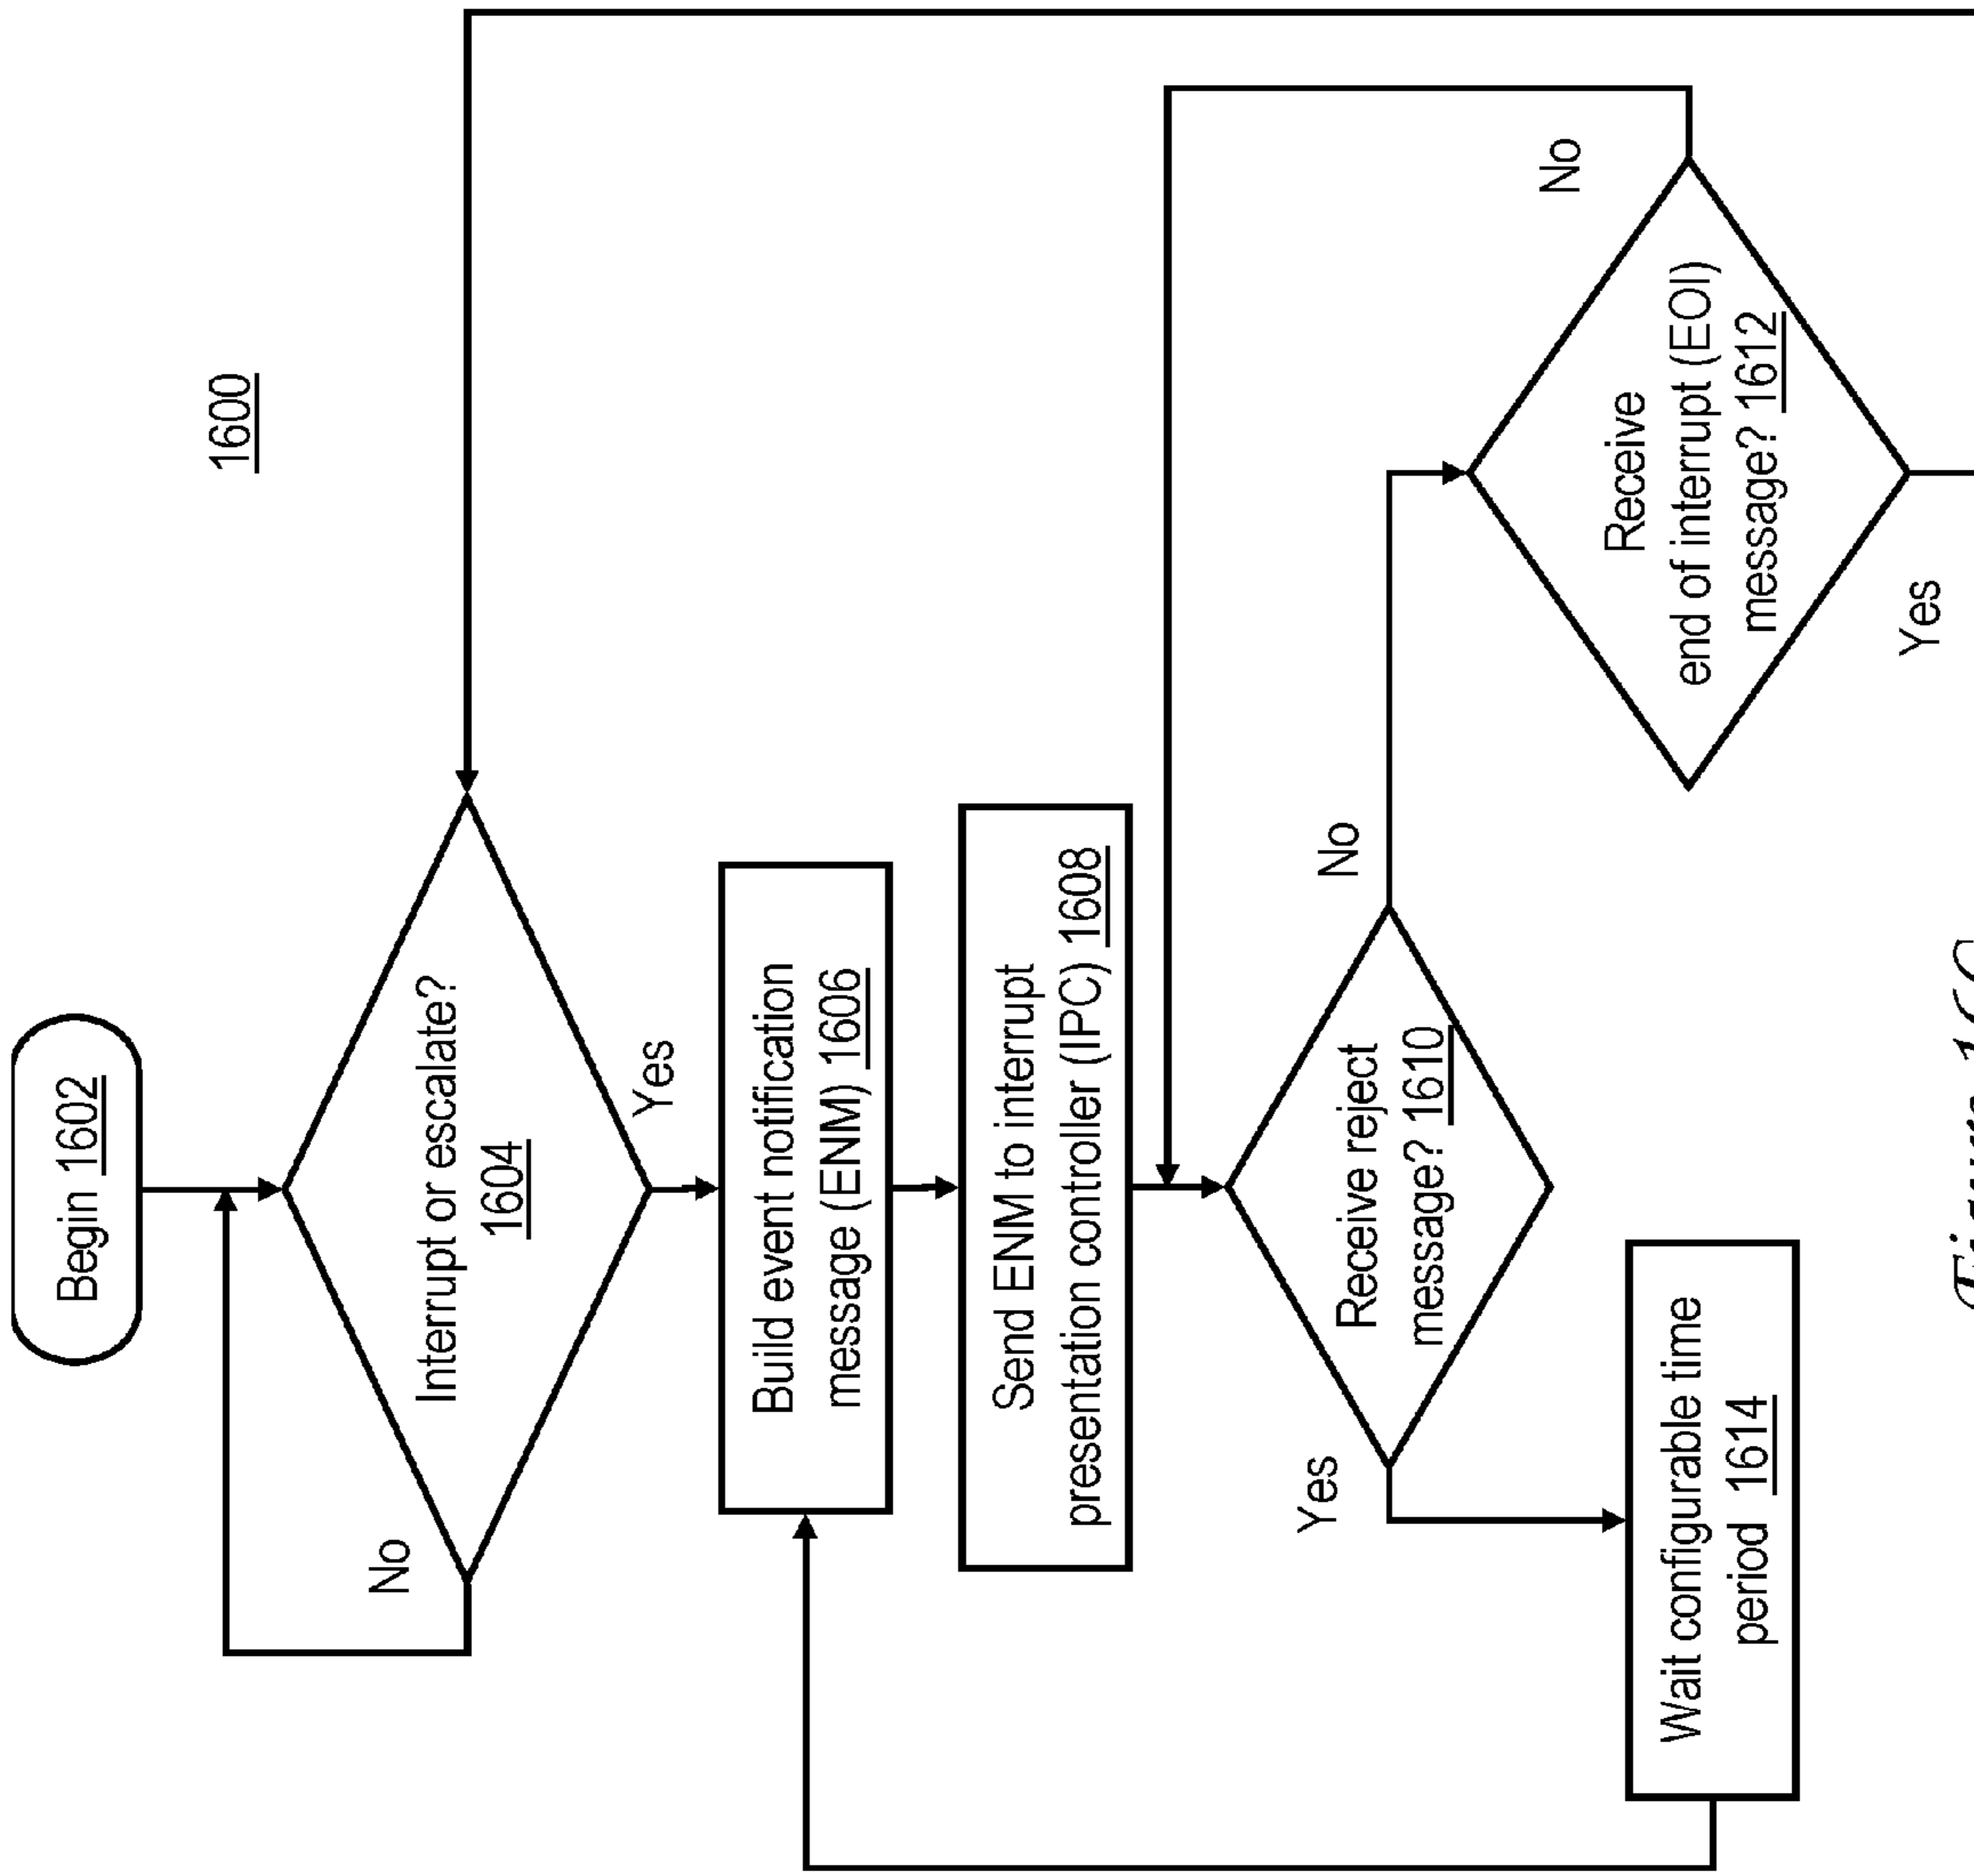 1600
Begin 1602
Interrupt or escalate?
1604
No
Yes
Build event notification
message (ENM) 1606
Send ENM to interrupt
presentation controller (IPC) 1608
Receive reject
message? 1610
Yes
No
Wait configurable time
period 1614
Receive
end of interrupt (EOI)
message? 1612
No
Yes